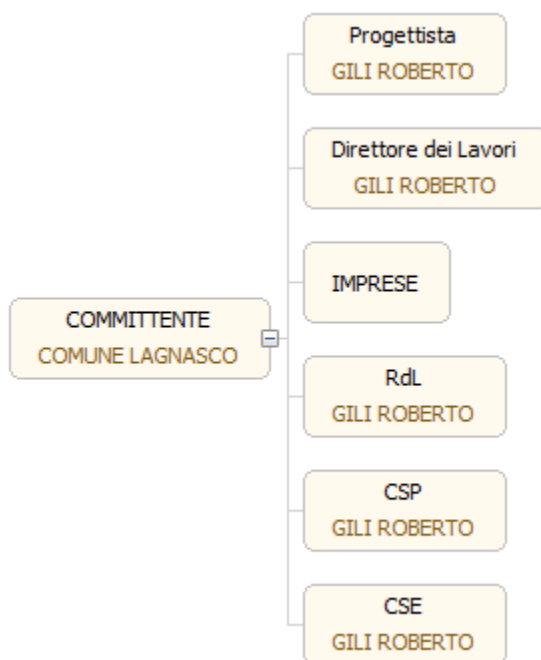 Progettista
GILI ROBERTO
Direttore dei Lavori
GILI ROBERTO
IMPRESE
COMMITTENTE
COMUNE LAGNASCO
RdL
GILI ROBERTO
CSP
GILI ROBERTO
CSE
GILI ROBERTO